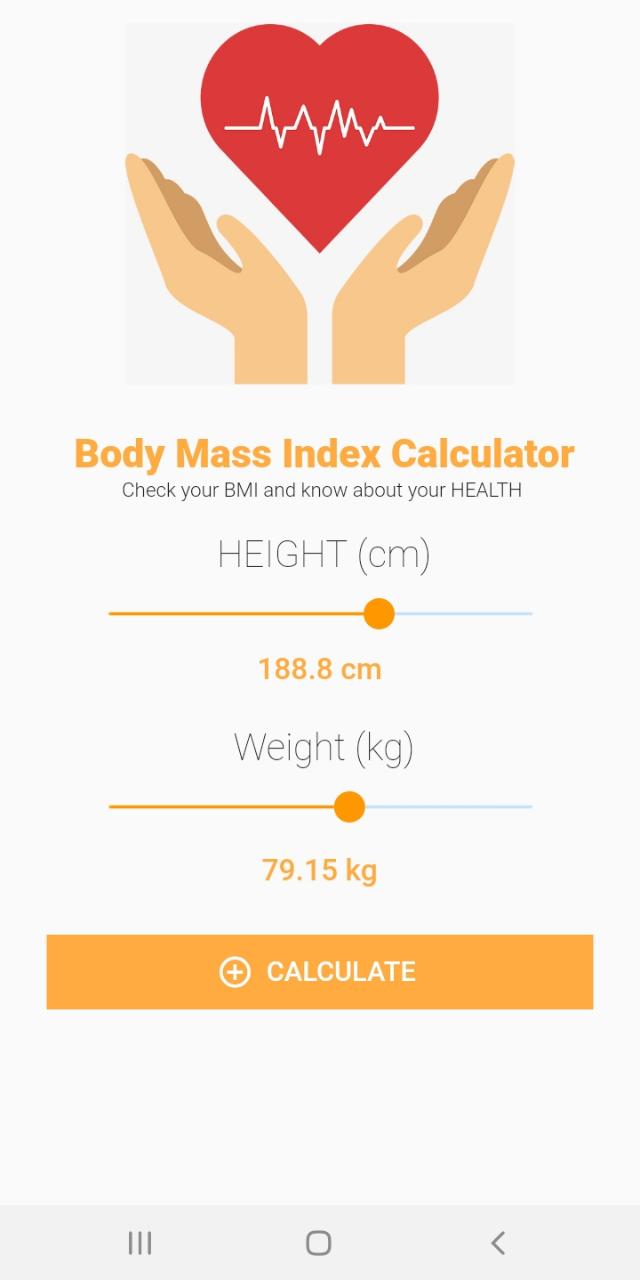 Body Mass Index Calculator
Check your BMI and know about your HEALTH
HEIGHT (cm)
188.8 cm
Weight (kg)
79.15 kg
CALCULATE